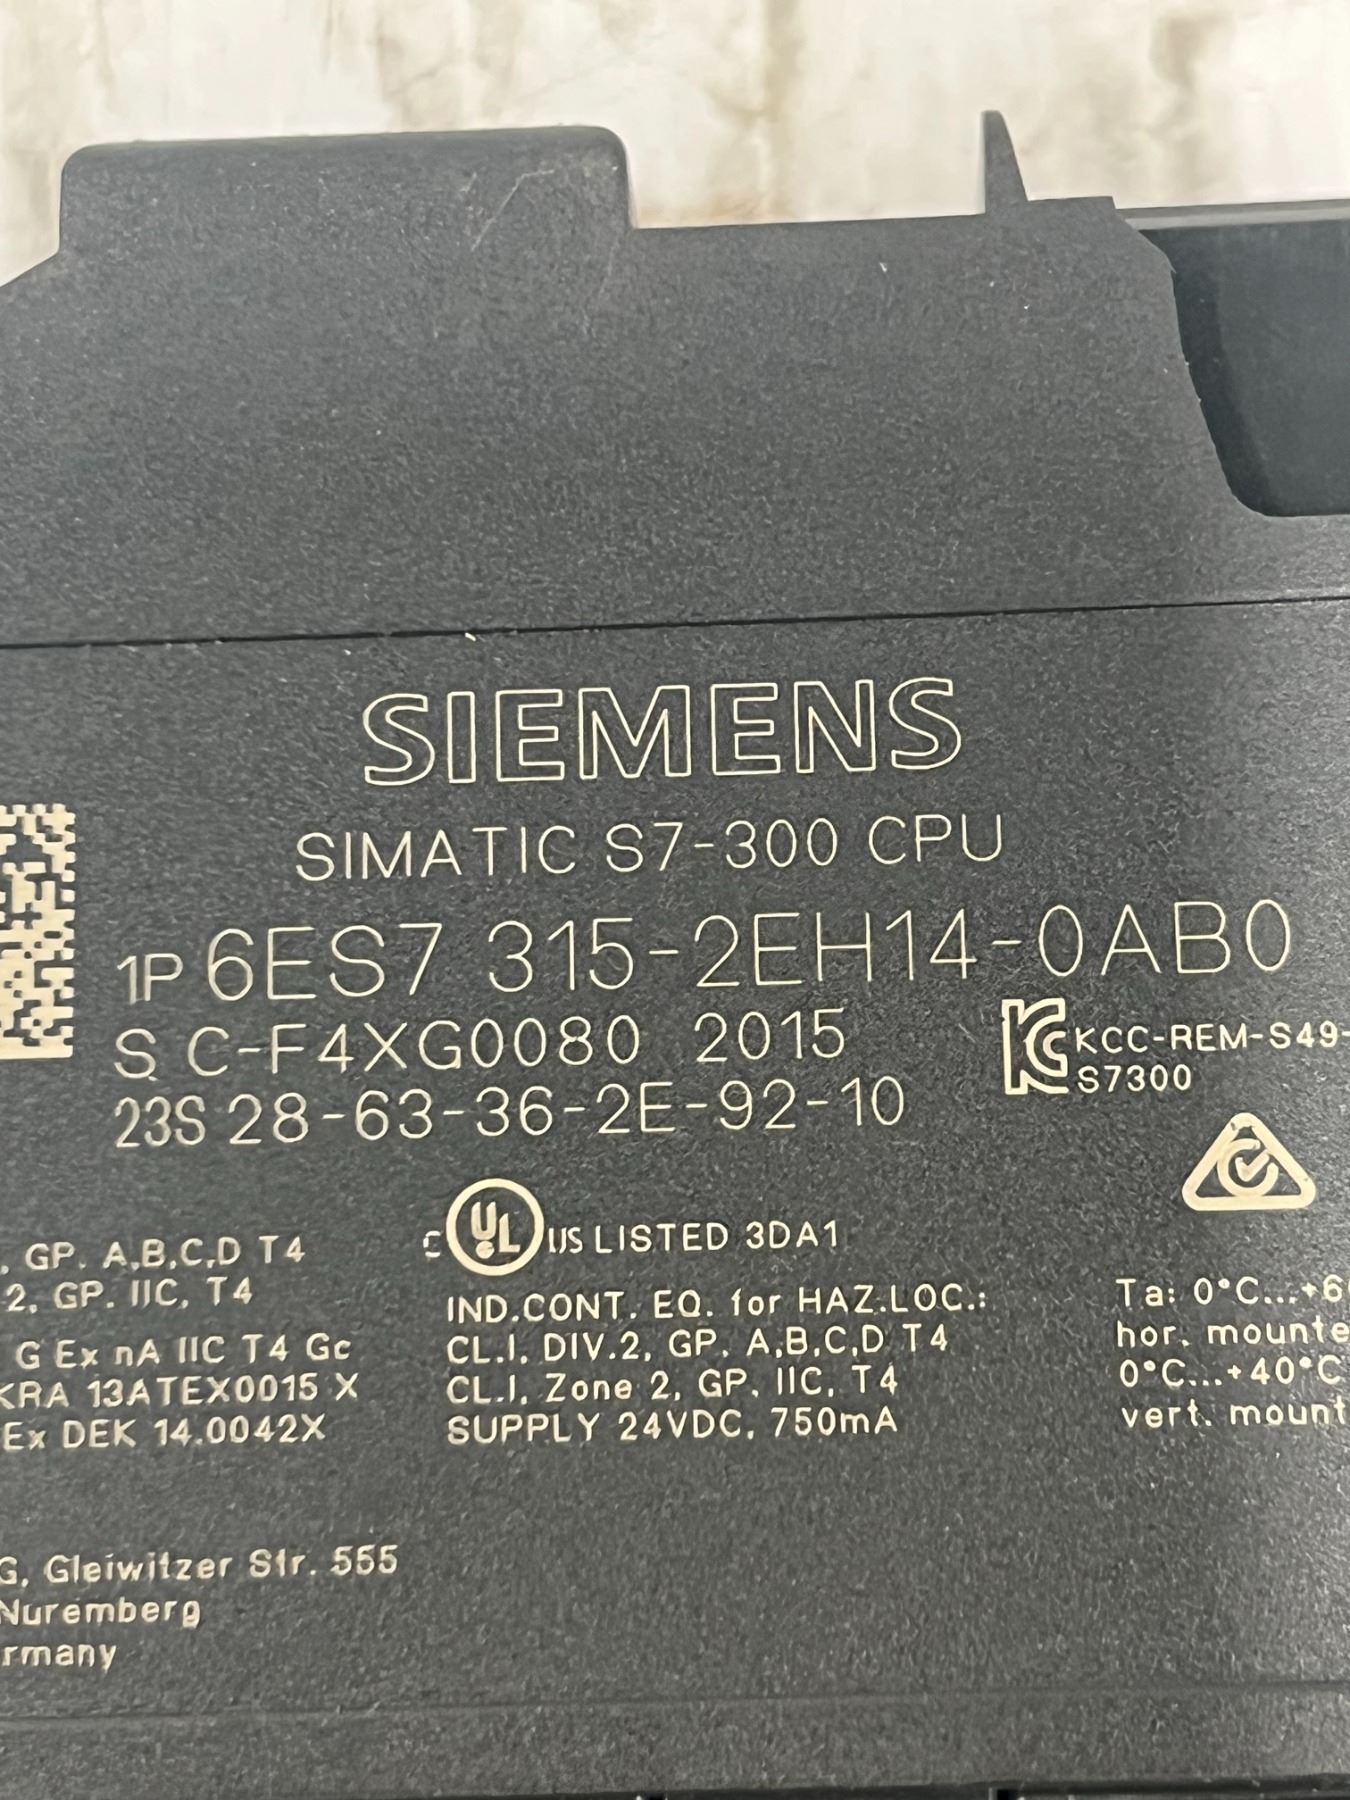 SIEMENS
SIMATIC S7-300 CPU
1P 6ES7 315-2EH14-0AB0
S C-F4XG0080 2015
23S 28-63-36-2E-92-10
KCC-REM-S49-
S7300
C UL US LISTED 3DA1
, GP. A,B,C,D T4
2, GP. IIC, T4
G Ex nA IIC T4 Gc
KRA 13ATEX0015 X
Ex DEK 14.0042X
IND.CONT. EQ. for HAZ.LOC.:
CL.I, DIV.2, GP. A,B,C,D T4
CL.I, Zone 2, GP. IIC, T4
SUPPLY 24VDC, 750mA
Ta: 0°C...+6
hor. mounte
0°C...+40°C
vert. mount
G, Gleiwitzer Str. 555
Nuremberg
rmany